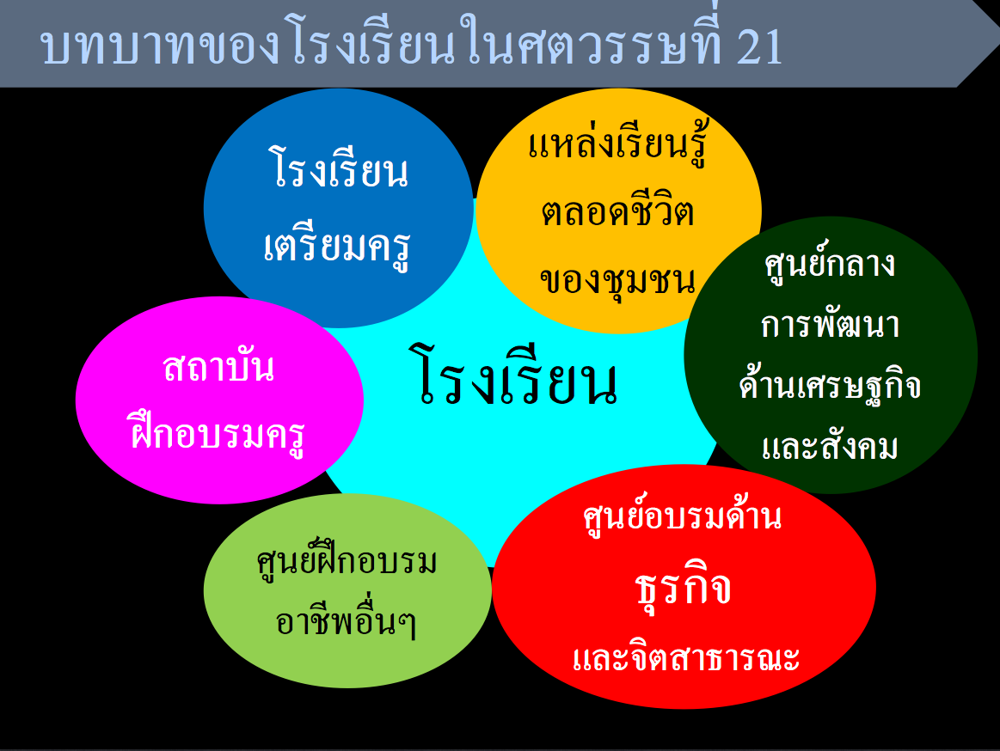 บทบาทของโรงเรียนในศตวรรษที่ 21
โรงเรียน
เตรียมครู
แหล่งเรียนรู้
ตลอดชีวิต
ของชุมชน
ศูนย์กลาง
การพัฒนา
ด้านเศรษฐกิจ
และสังคม
สถาบัน
ฝึกอบรมครู
โรงเรียน
ศูนย์ฝึกอบรม
อาชีพอื่นๆ
ศูนย์อบรมด้าน
ธุรกิจ
และจิตสาธารณะ